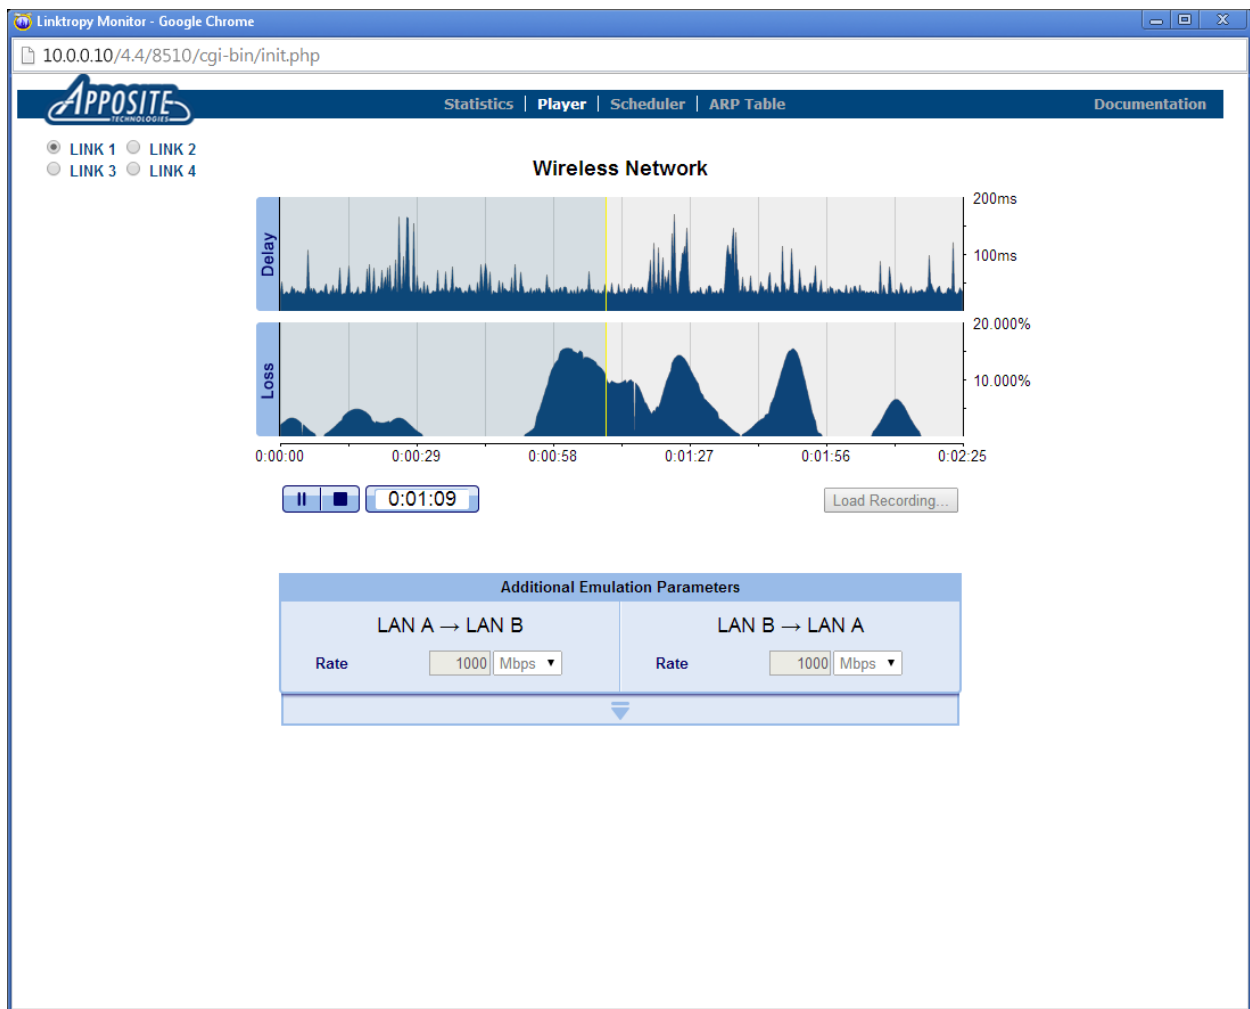 Linktropy Monitor - Google Chrome
10.0.0.10/4.4/8510/cgi-bin/init.php
APPOSITE
TECHNOLOGIES
Statistics | Player | Scheduler | ARP Table
Documentation
LINK 1 LINK 2
LINK 3 LINK 4
Wireless Network
Delay
200ms
100ms
Loss
20.000%
10.000%
0:00:00 0:00:29 0:00:58 0:01:27 0:01:56 0:02:25
0:01:09
Load Recording...
Additional Emulation Parameters
LAN A → LAN B
LAN B → LAN A
Rate 1000 Mbps
Rate 1000 Mbps